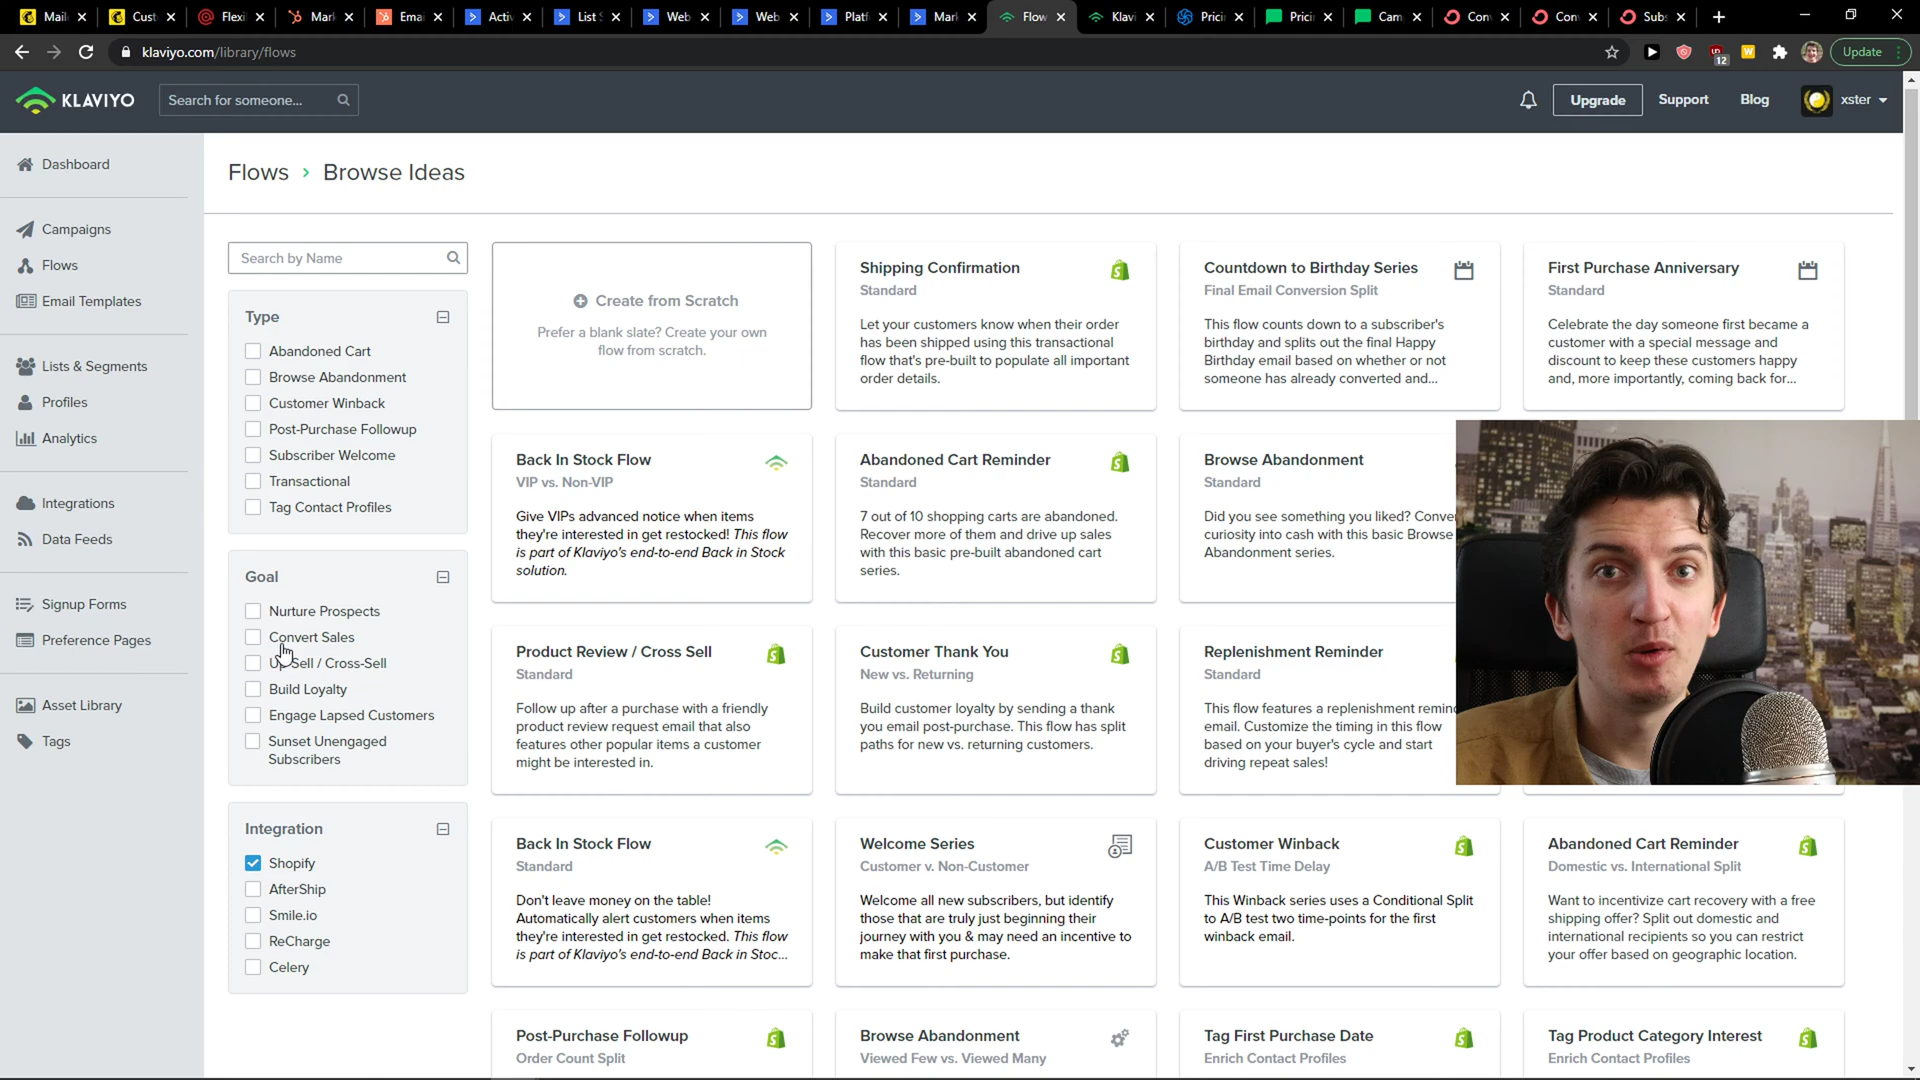 Maili
Cust
Flexil
Mark
Emai
Activ
List S
Web
Web
Platf
Mark
Flow
Klavi
Pricir
Pricir
Cam
Con
Con
Subs
klaviyo.com/library/flows
12
Update
KLAVIYO
Search for someone...
Upgrade
Support
Blog
xster
Dashboard
Campaigns
Flows
Email Templates
Lists & Segments
Profiles
Analytics
Integrations
Data Feeds
Signup Forms
Preference Pages
Asset Library
Tags
Flows > Browse Ideas
Search by Name
Type
Abandoned Cart
Browse Abandonment
Customer Winback
Post-Purchase Followup
Subscriber Welcome
Transactional
Tag Contact Profiles
Goal
Nurture Prospects
Convert Sales
Up Sell / Cross-Sell
Build Loyalty
Engage Lapsed Customers
Sunset Unengaged
Subscribers
Integration
Shopify
AfterShip
Smile.io
ReCharge
Celery
Create from Scratch
Prefer a blank slate? Create your own
flow from scratch.
Shipping Confirmation
Standard
Let your customers know when their order
has been shipped using this transactional
flow that's pre-built to populate all important
order details.
Countdown to Birthday Series
Final Email Conversion Split
This flow counts down to a subscriber's
birthday and splits out the final Happy
Birthday email based on whether or not
someone has already converted and...
First Purchase Anniversary
Standard
Celebrate the day someone first became a
customer with a special message and
discount to keep these customers happy
and, more importantly, coming back for...
Back In Stock Flow
VIP vs. Non-VIP
Give VIPs advanced notice when items
they're interested in get restocked! This flow
is part of Klaviyo's end-to-end Back in Stock
solution.
Abandoned Cart Reminder
Standard
7 out of 10 shopping carts are abandoned.
Recover more of them and drive up sales
with this basic pre-built abandoned cart
series.
Browse Abandonment
Standard
Did you see something you liked? Conve
curiosity into cash with this basic Browse
Abandonment series.
Product Review / Cross Sell
Standard
Follow up after a purchase with a friendly
product review request email that also
features other popular items a customer
might be interested in.
Customer Thank You
New vs. Returning
Build customer loyalty by sending a thank
you email post-purchase. This flow has split
paths for new vs. returning customers.
Replenishment Reminder
Standard
This flow features a replenishment remin
email. Customize the timing in this flow
based on your buyer's cycle and start
driving repeat sales!
Back In Stock Flow
Standard
Don't leave money on the table!
Automatically alert customers when items
they're interested in get restocked. This flow
is part of Klaviyo's end-to-end Back in Stoc...
Welcome Series
Customer v. Non-Customer
Welcome all new subscribers, but identify
those that are truly just beginning their
journey with you & may need an incentive to
make that first purchase.
Customer Winback
A/B Test Time Delay
This Winback series uses a Conditional Split
to A/B test two time-points for the first
winback email.
Abandoned Cart Reminder
Domestic vs. International Split
Want to incentivize cart recovery with a free
shipping offer? Split out domestic and
international recipients so you can restrict
your offer based on geographic location.
Post-Purchase Followup
Order Count Split
Browse Abandonment
Viewed Few vs. Viewed Many
Tag First Purchase Date
Enrich Contact Profiles
Tag Product Category Interest
Enrich Contact Profiles